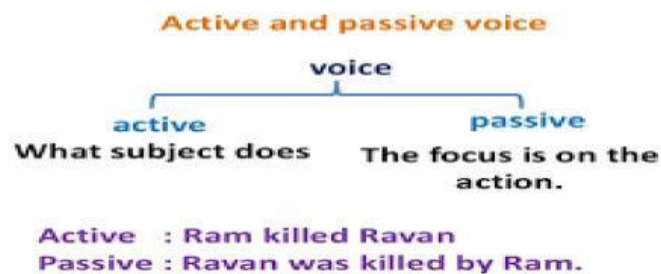 Active and passive voice
voice
active
passive
What subject does
The focus is on the
action.
Active : Ram killed Ravan
Passive : Ravan was killed by Ram.